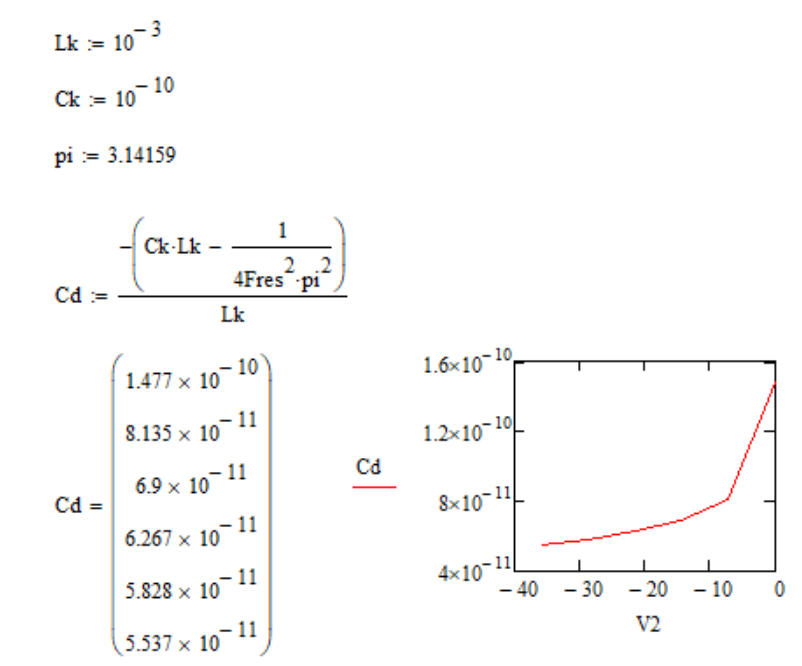 Lk := 10^-3
Ck := 10^-10
pi := 3.14159
Cd := -(Ck·Lk - 1/(4Fres^2·pi^2))/Lk
Cd =
1.477 × 10^-10
8.135 × 10^-11
6.9 × 10^-11
6.267 × 10^-11
5.828 × 10^-11
5.537 × 10^-11
Cd
1.6×10^-10
1.2×10^-10
8×10^-11
4×10^-11
-40 -30 -20 -10 0
V2